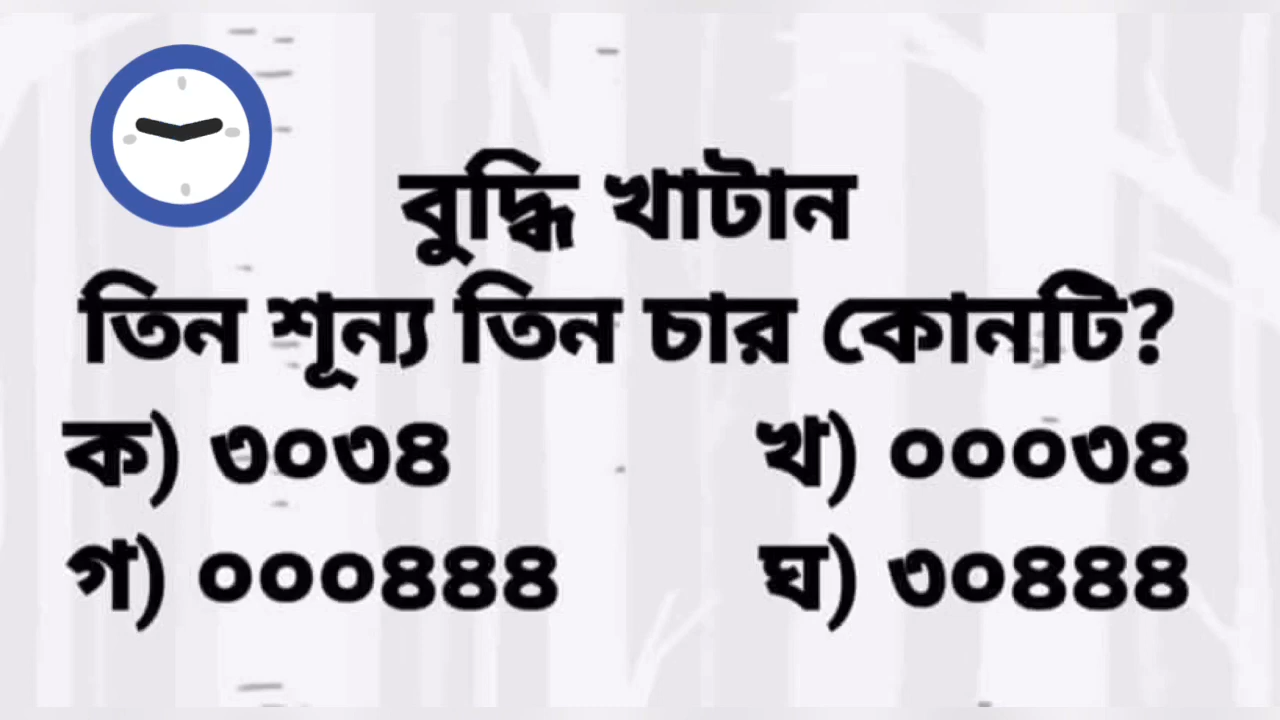 বুদ্ধি খাটান
তিন শূন্য তিন চার কোনটি?
ক) ৩০৩৪ খ) ০০০৩৪
গ) ০০০৪৪৪ ঘ) ৩০৪৪৪